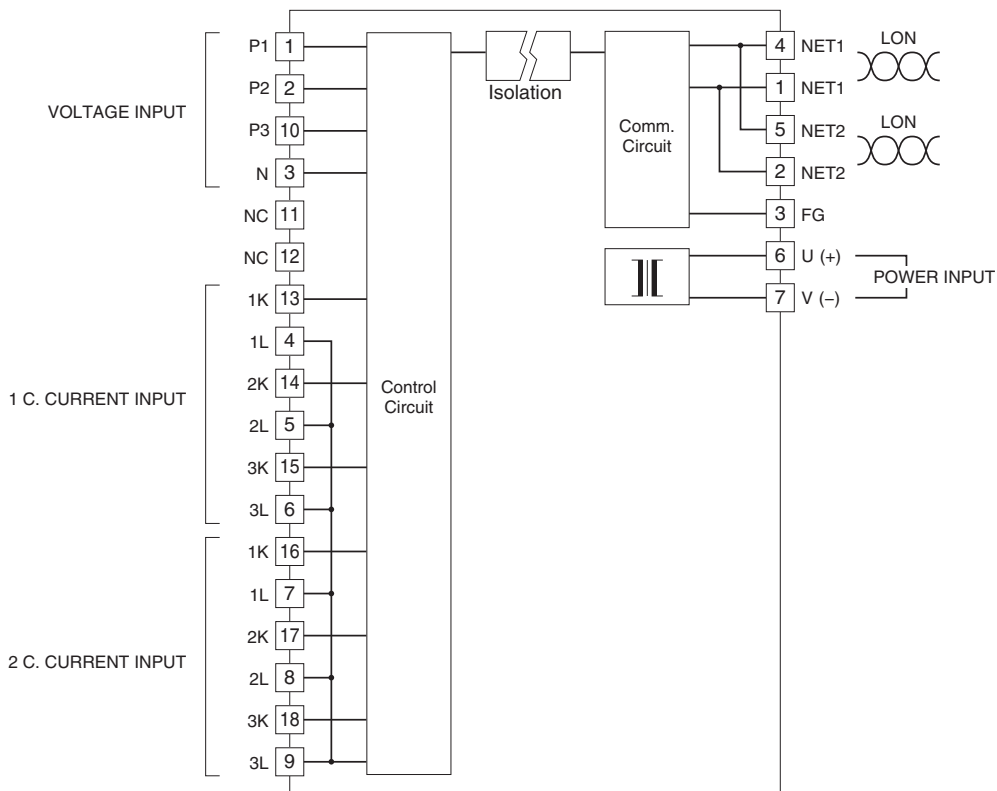 VOLTAGE INPUT
P1 1
P2 2
P3 10
N 3
NC 11
NC 12
1 C. CURRENT INPUT
1K 13
1L 4
2K 14
2L 5
3K 15
3L 6
2 C. CURRENT INPUT
1K 16
1L 7
2K 17
2L 8
3K 18
3L 9
Control
Circuit
Isolation
Comm.
Circuit
4 NET1
1 NET1
LON
5 NET2
2 NET2
LON
3 FG
6 U (+)
7 V (−)
POWER INPUT